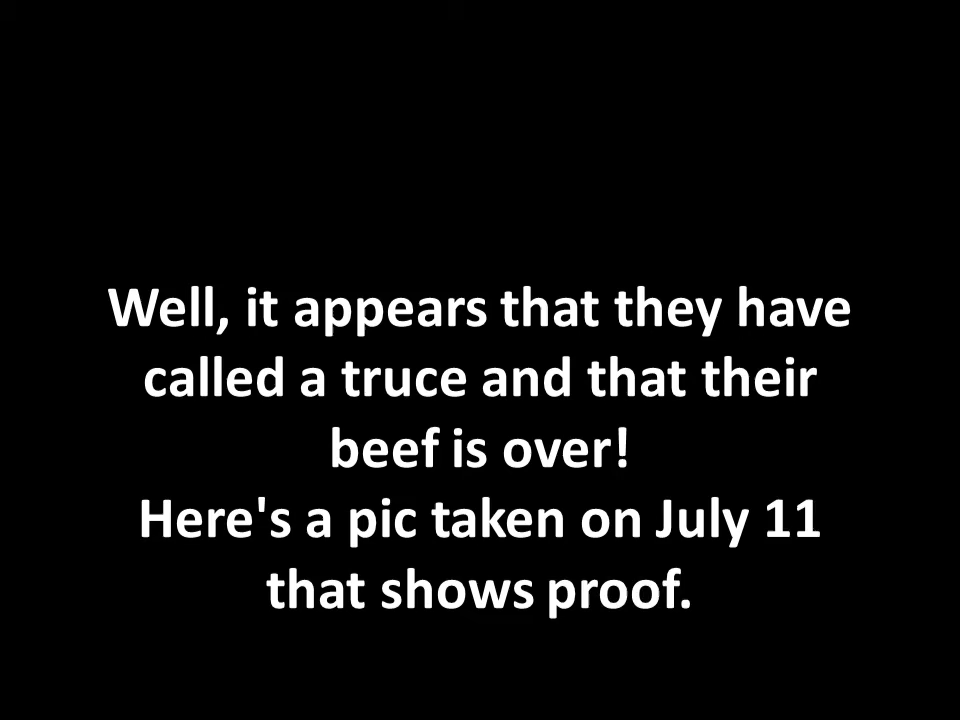 Well, it appears that they have
called a truce and that their
beef is over!
Here's a pic taken on July 11
that shows proof.